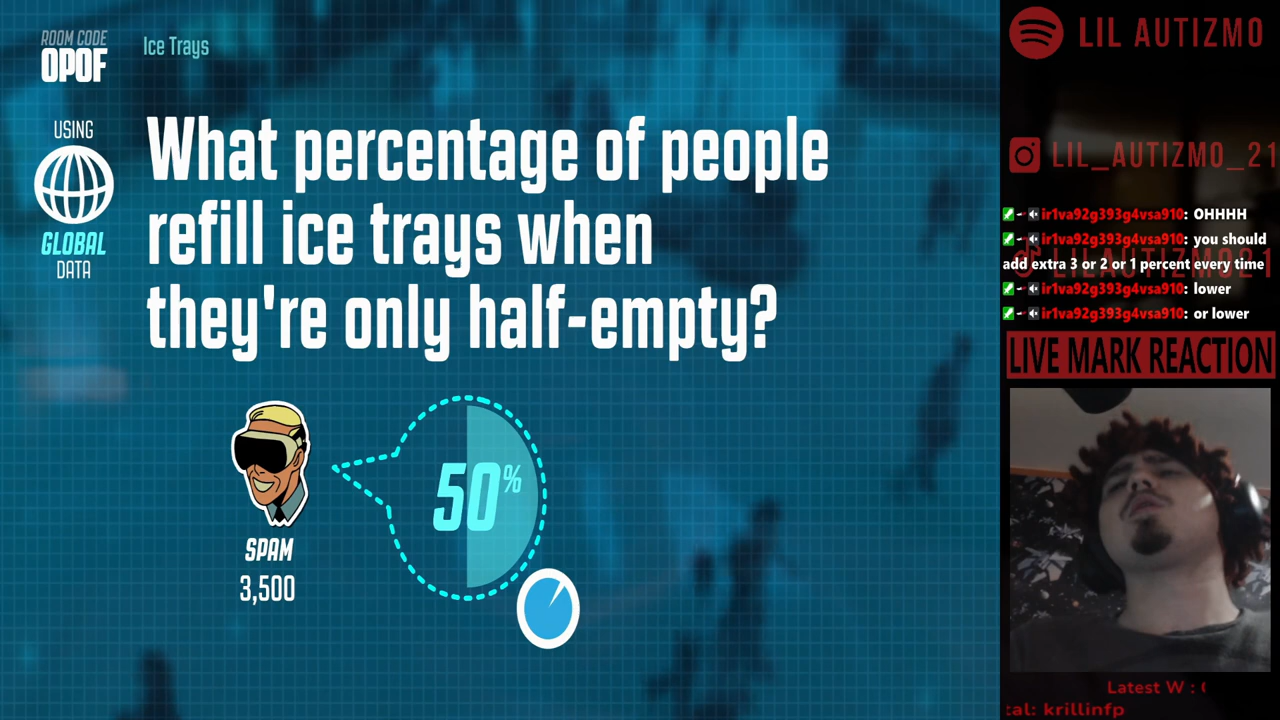 ROOM CODE
OPOF
Ice Trays
USING
GLOBAL
DATA
What percentage of people
refill ice trays when
they're only half-empty?
50%
SPAM
3,500
LIL AUTIZMO
LIL_AUTIZMO_21
ir1va92g393g4vsa910: OHHHH
ir1va92g393g4vsa910: you should
add extra 3 or 2 or 1 percent every time
LILAUTIZMO21
ir1va92g393g4vsa910: lower
ir1va92g393g4vsa910: or lower
LIVE MARK REACTION
Latest W :
tal: krillinfp